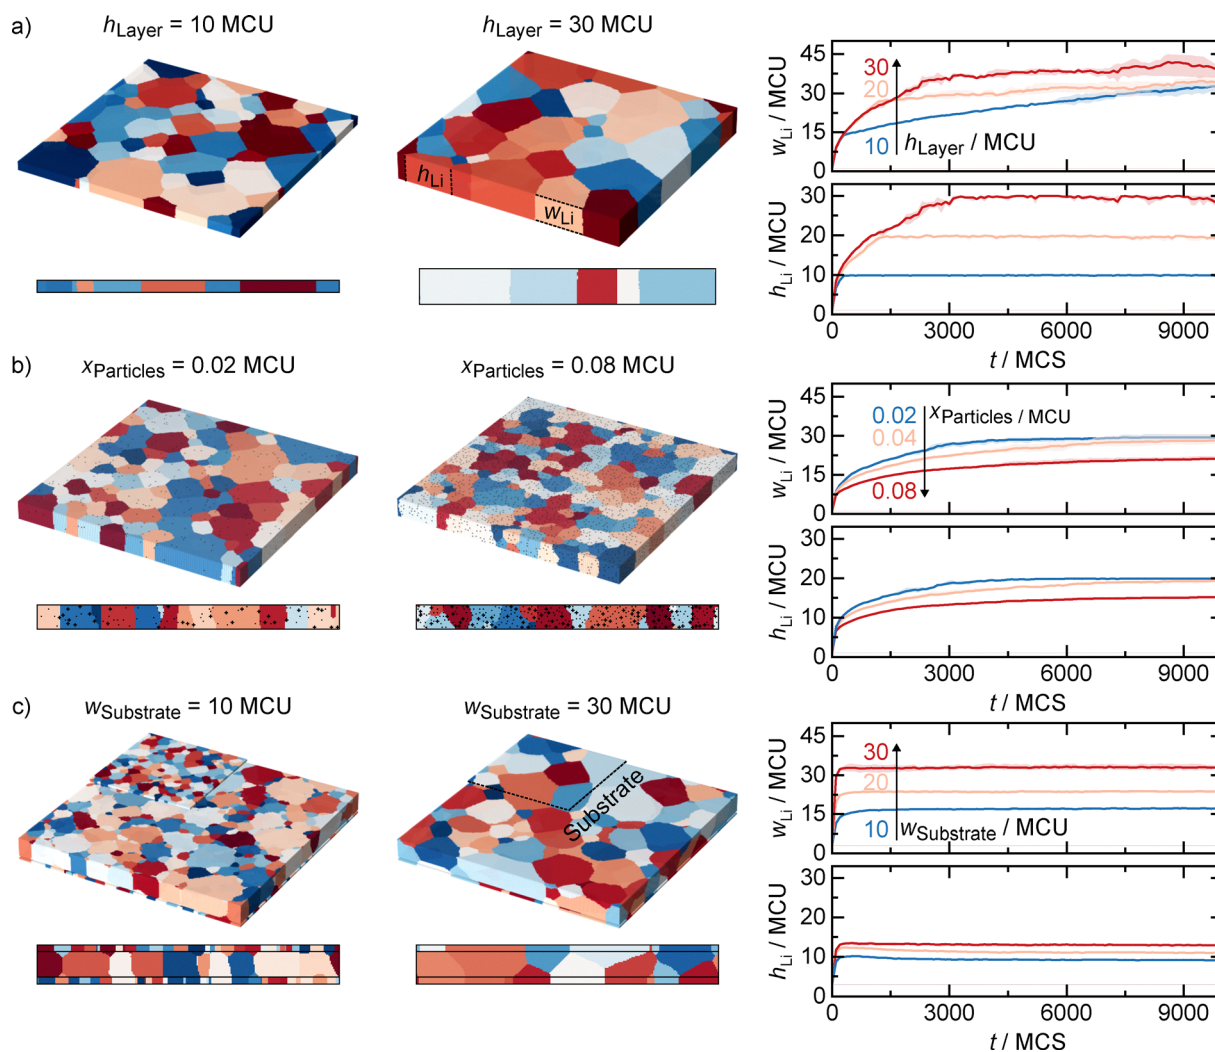 a)
hLayer = 10 MCU
hLayer = 30 MCU
hLi
wLi
wLi / MCU
45
30
15
0
30
20
10
hLayer / MCU
hLi / MCU
30
20
10
0
0
3000
6000
9000
t / MCS
b)
xParticles = 0.02 MCU
xParticles = 0.08 MCU
wLi / MCU
45
30
15
0
0.02
0.04
0.08
xParticles / MCU
hLi / MCU
30
20
10
0
0
3000
6000
9000
t / MCS
c)
wSubstrate = 10 MCU
wSubstrate = 30 MCU
Substrate
wLi / MCU
45
30
15
0
30
20
10
wSubstrate / MCU
hLi / MCU
30
20
10
0
0
3000
6000
9000
t / MCS